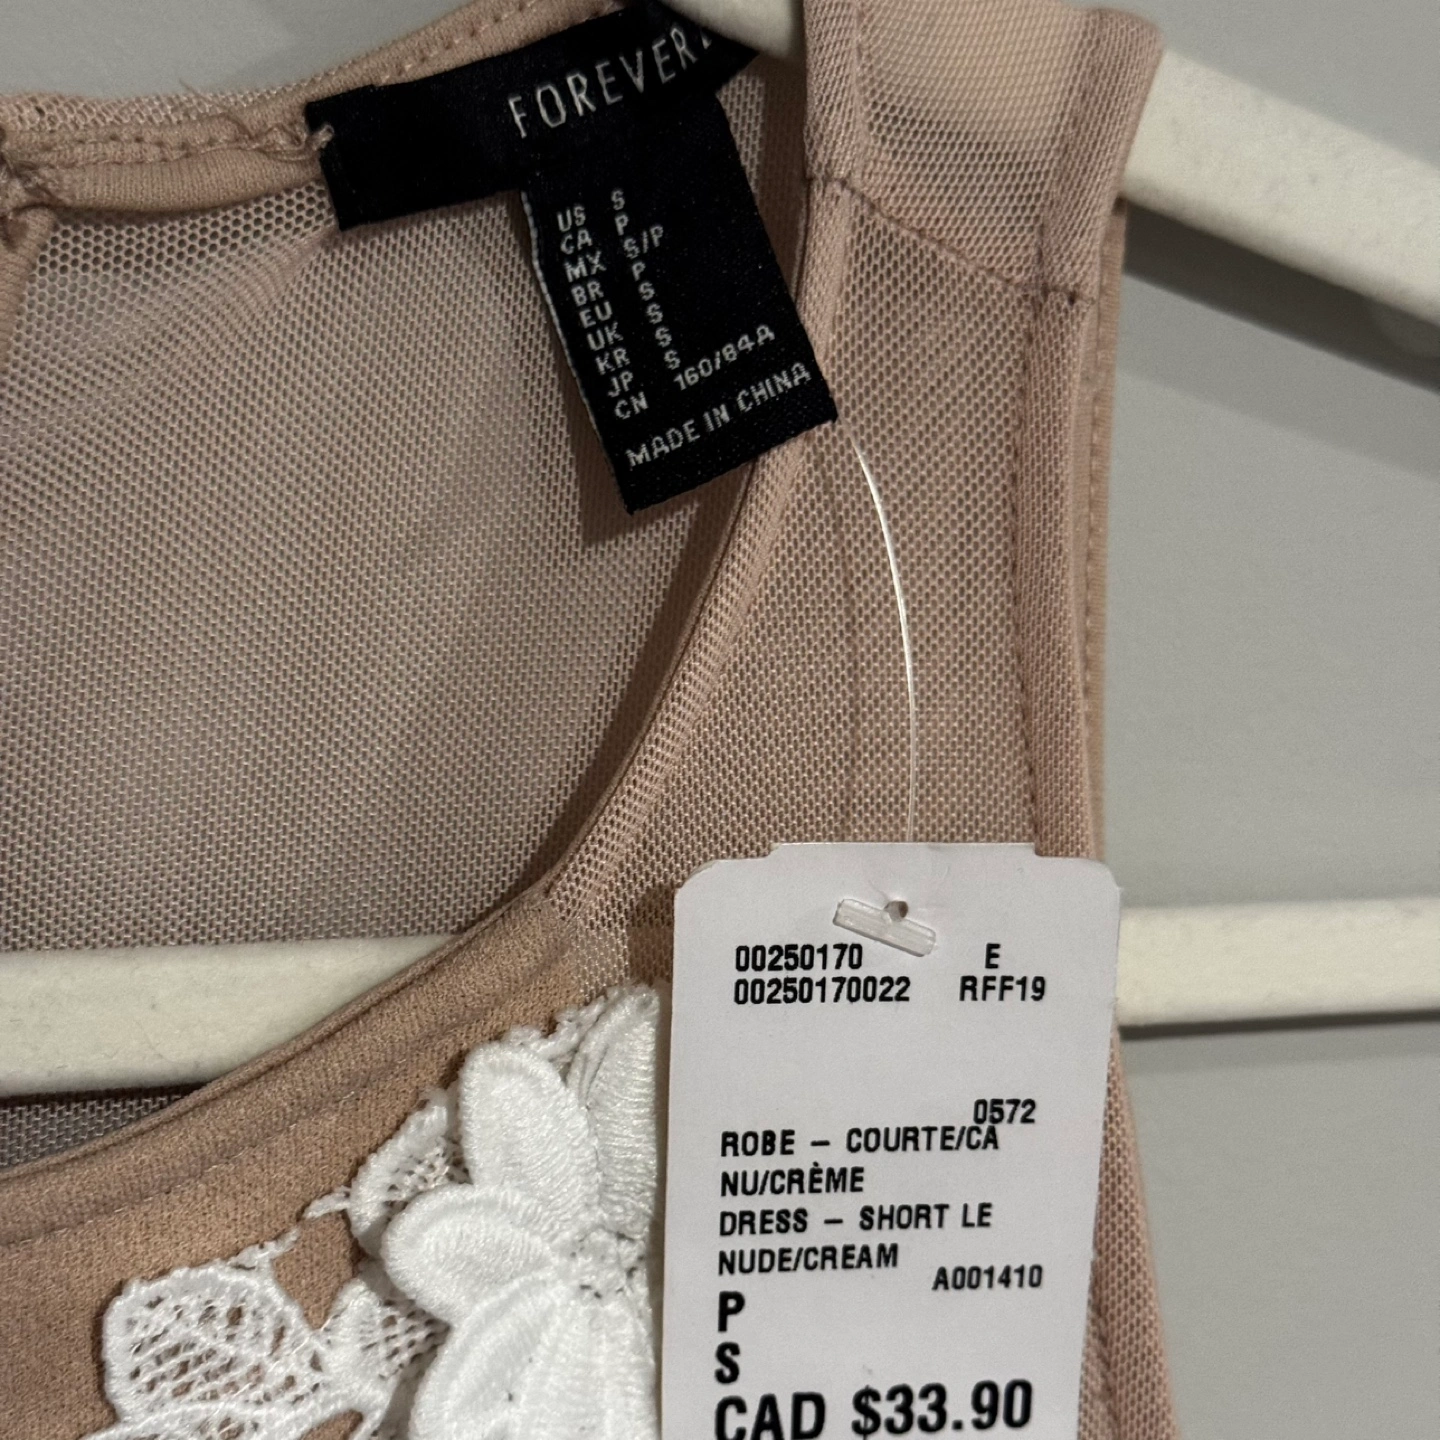 FOREVER
US S
CA P
MX S/P
BR P
EU S
UK S
KR S
JP S
CN 160/84A
MADE IN CHINA
00250170 E
00250170022 RFF19
0572
ROBE – COURTE/CA
NU/CRÈME
DRESS – SHORT LE
NUDE/CREAM
A001410
P
S
CAD $33.90